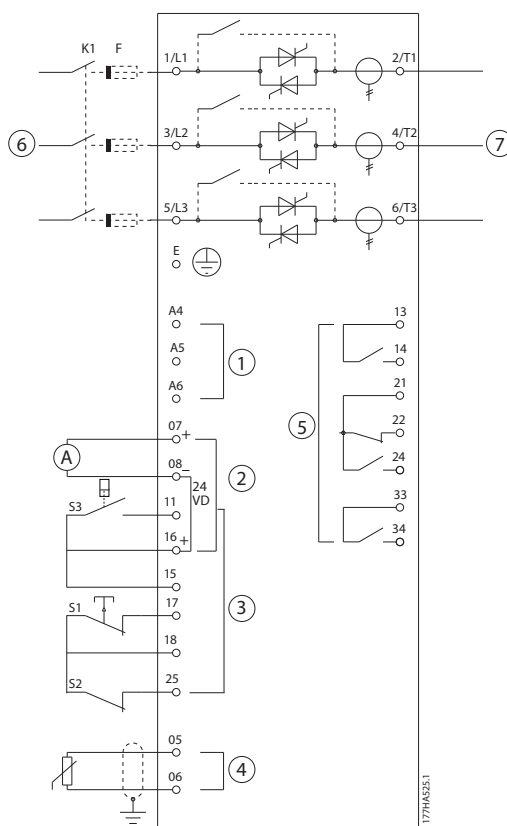 K1 F 1/L1 2/T1
6 3/L2 4/T2 7
5/L3 6/T3
E
A4 13
1
A5 14
A6 21
5 22
07 + 24
A 08 – 2
24
VD
S3 11 33
16 + 34
15
3
S1 17
18
S2 25
05
4
06
177HA525.1